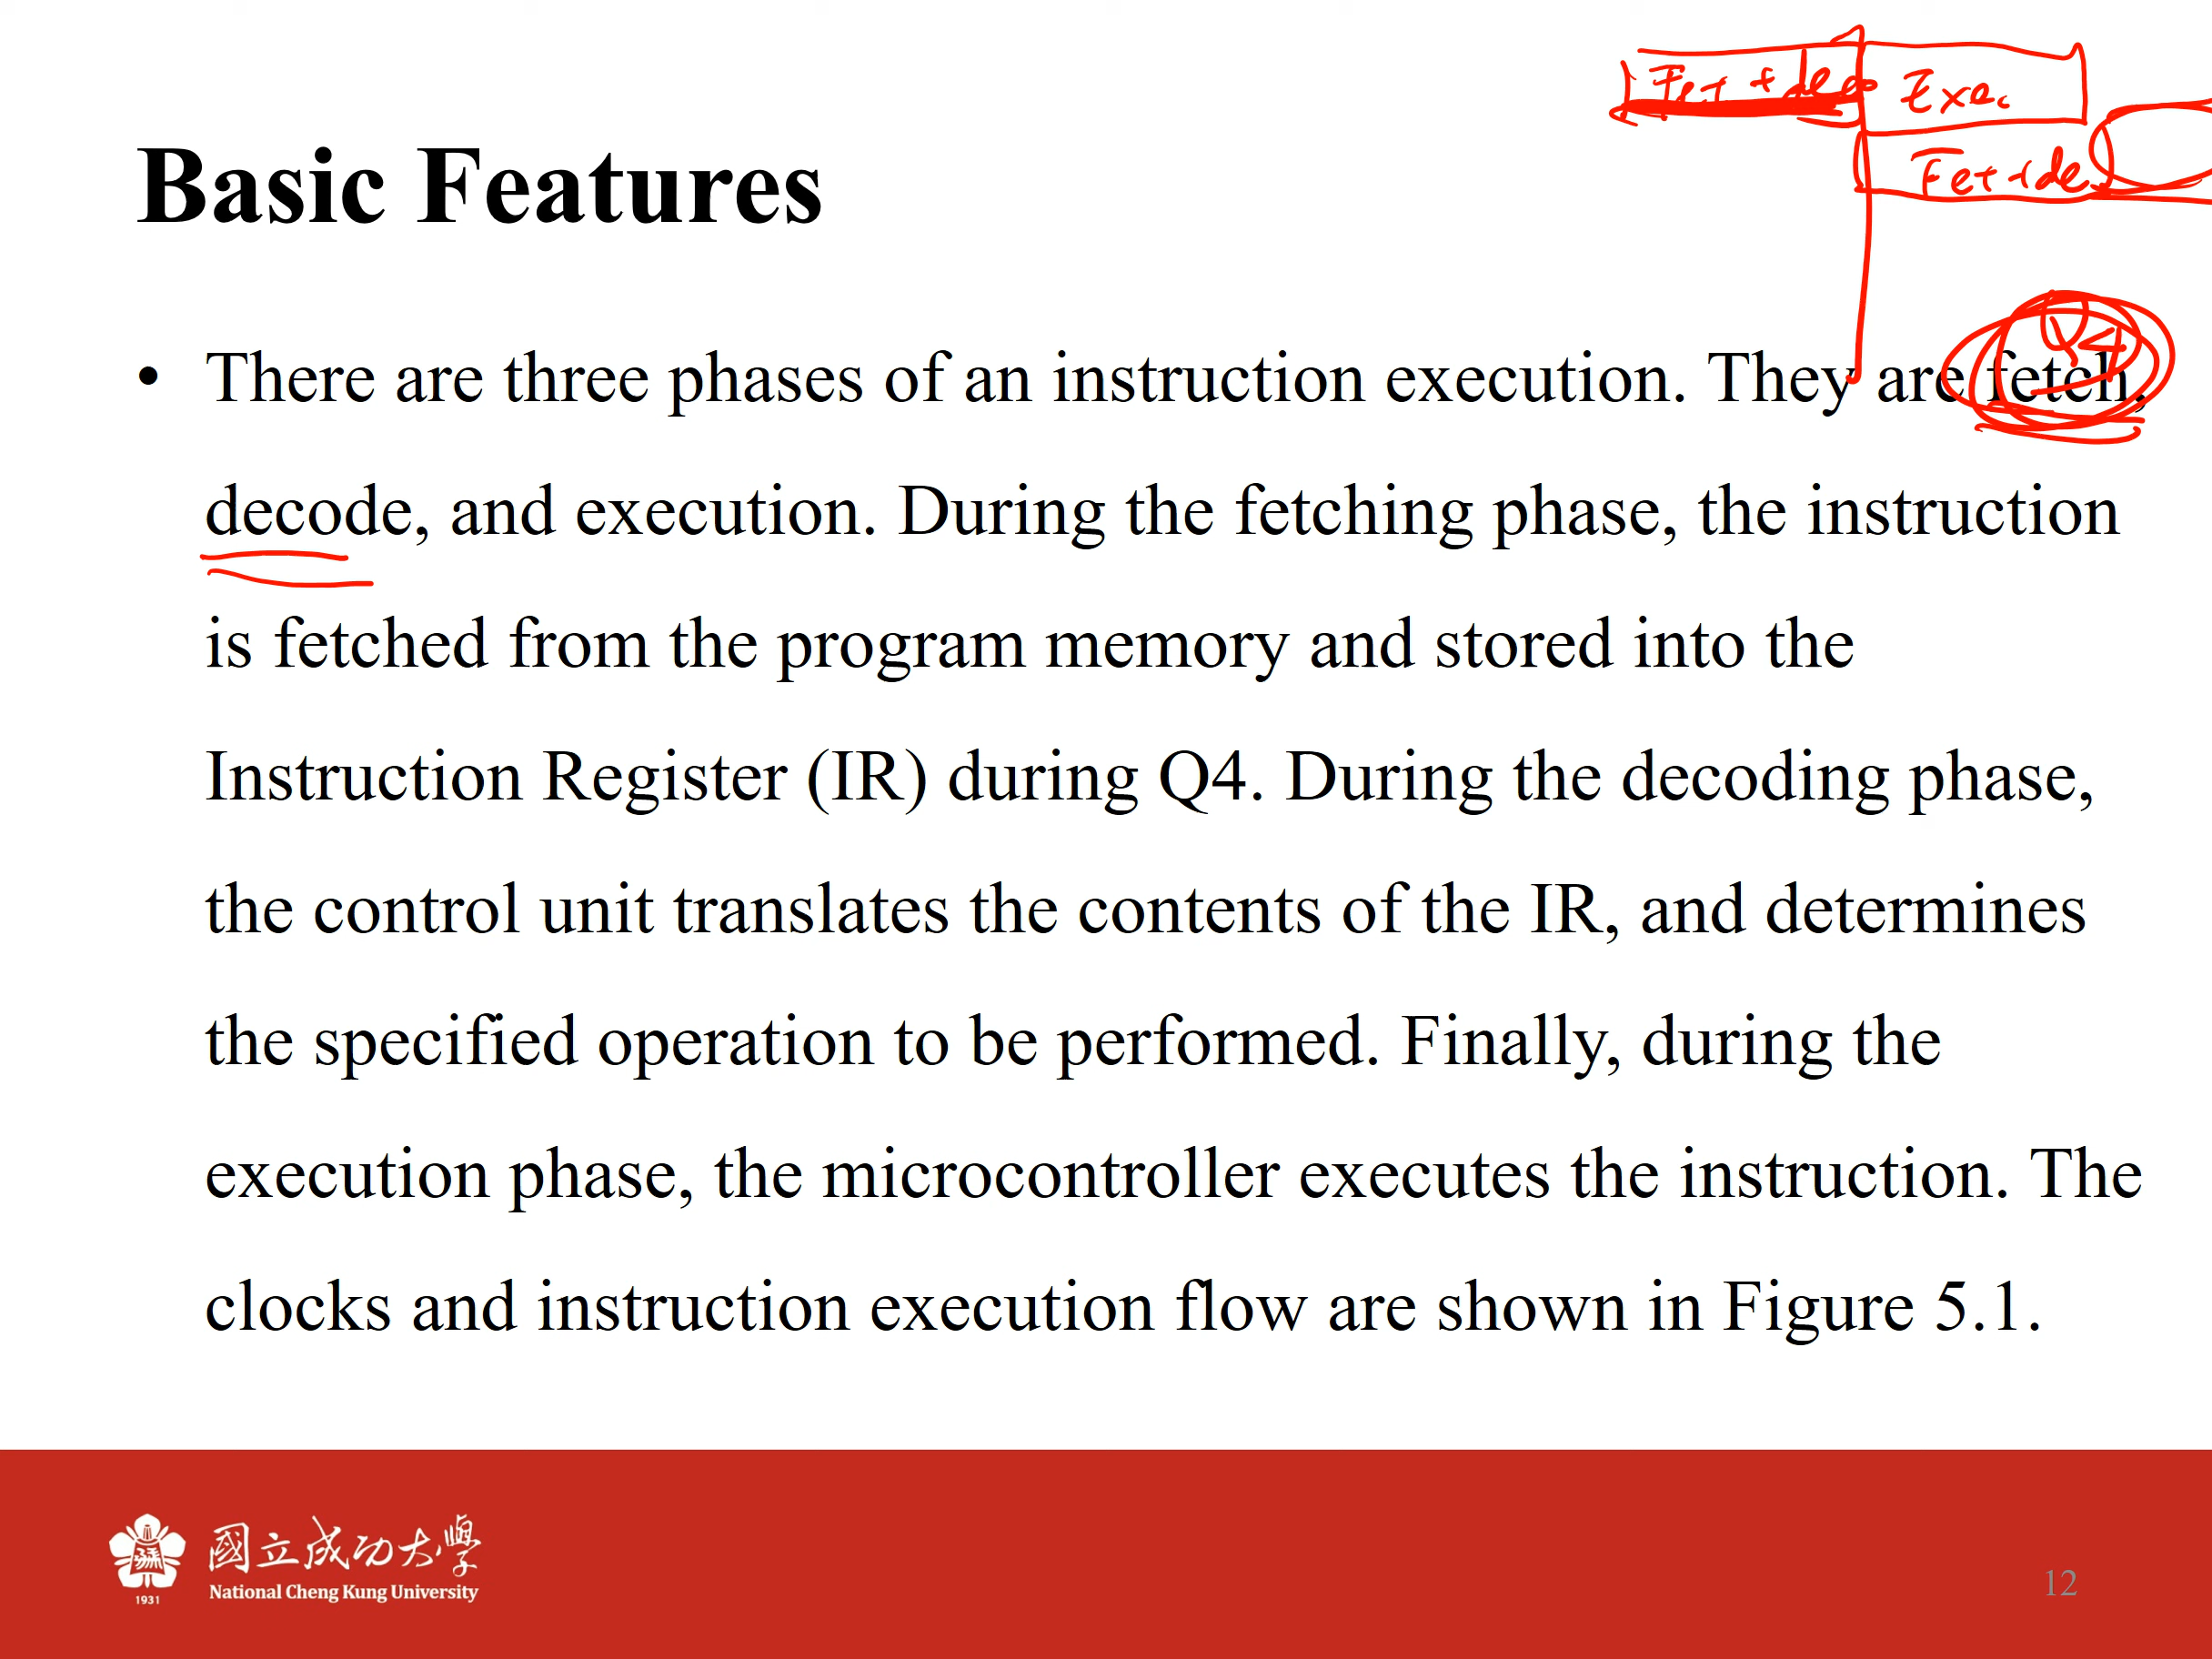 Fet + deco Exe.
Fet + de.
Basic Features
Q4
• There are three phases of an instruction execution. They are fetch,
decode, and execution. During the fetching phase, the instruction
is fetched from the program memory and stored into the
Instruction Register (IR) during Q4. During the decoding phase,
the control unit translates the contents of the IR, and determines
the specified operation to be performed. Finally, during the
execution phase, the microcontroller executes the instruction. The
clocks and instruction execution flow are shown in Figure 5.1.
國立成功大學
National Cheng Kung University
1931
12